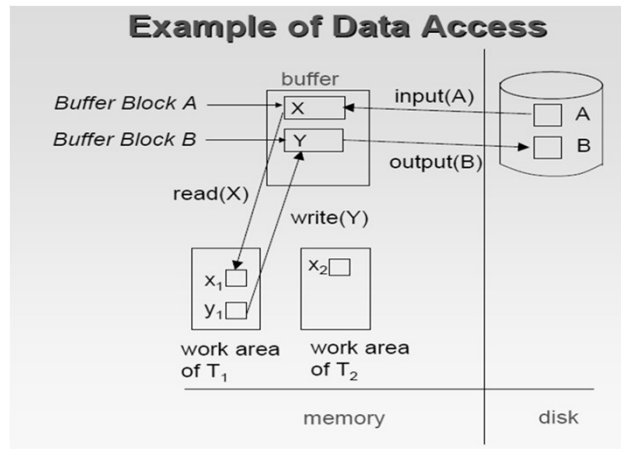 Example of Data Access
buffer
Buffer Block A
X
input(A)
A
Buffer Block B
Y
B
output(B)
read(X)
write(Y)
x₁
x₂
y₁
work area
of T₁
work area
of T₂
memory
disk